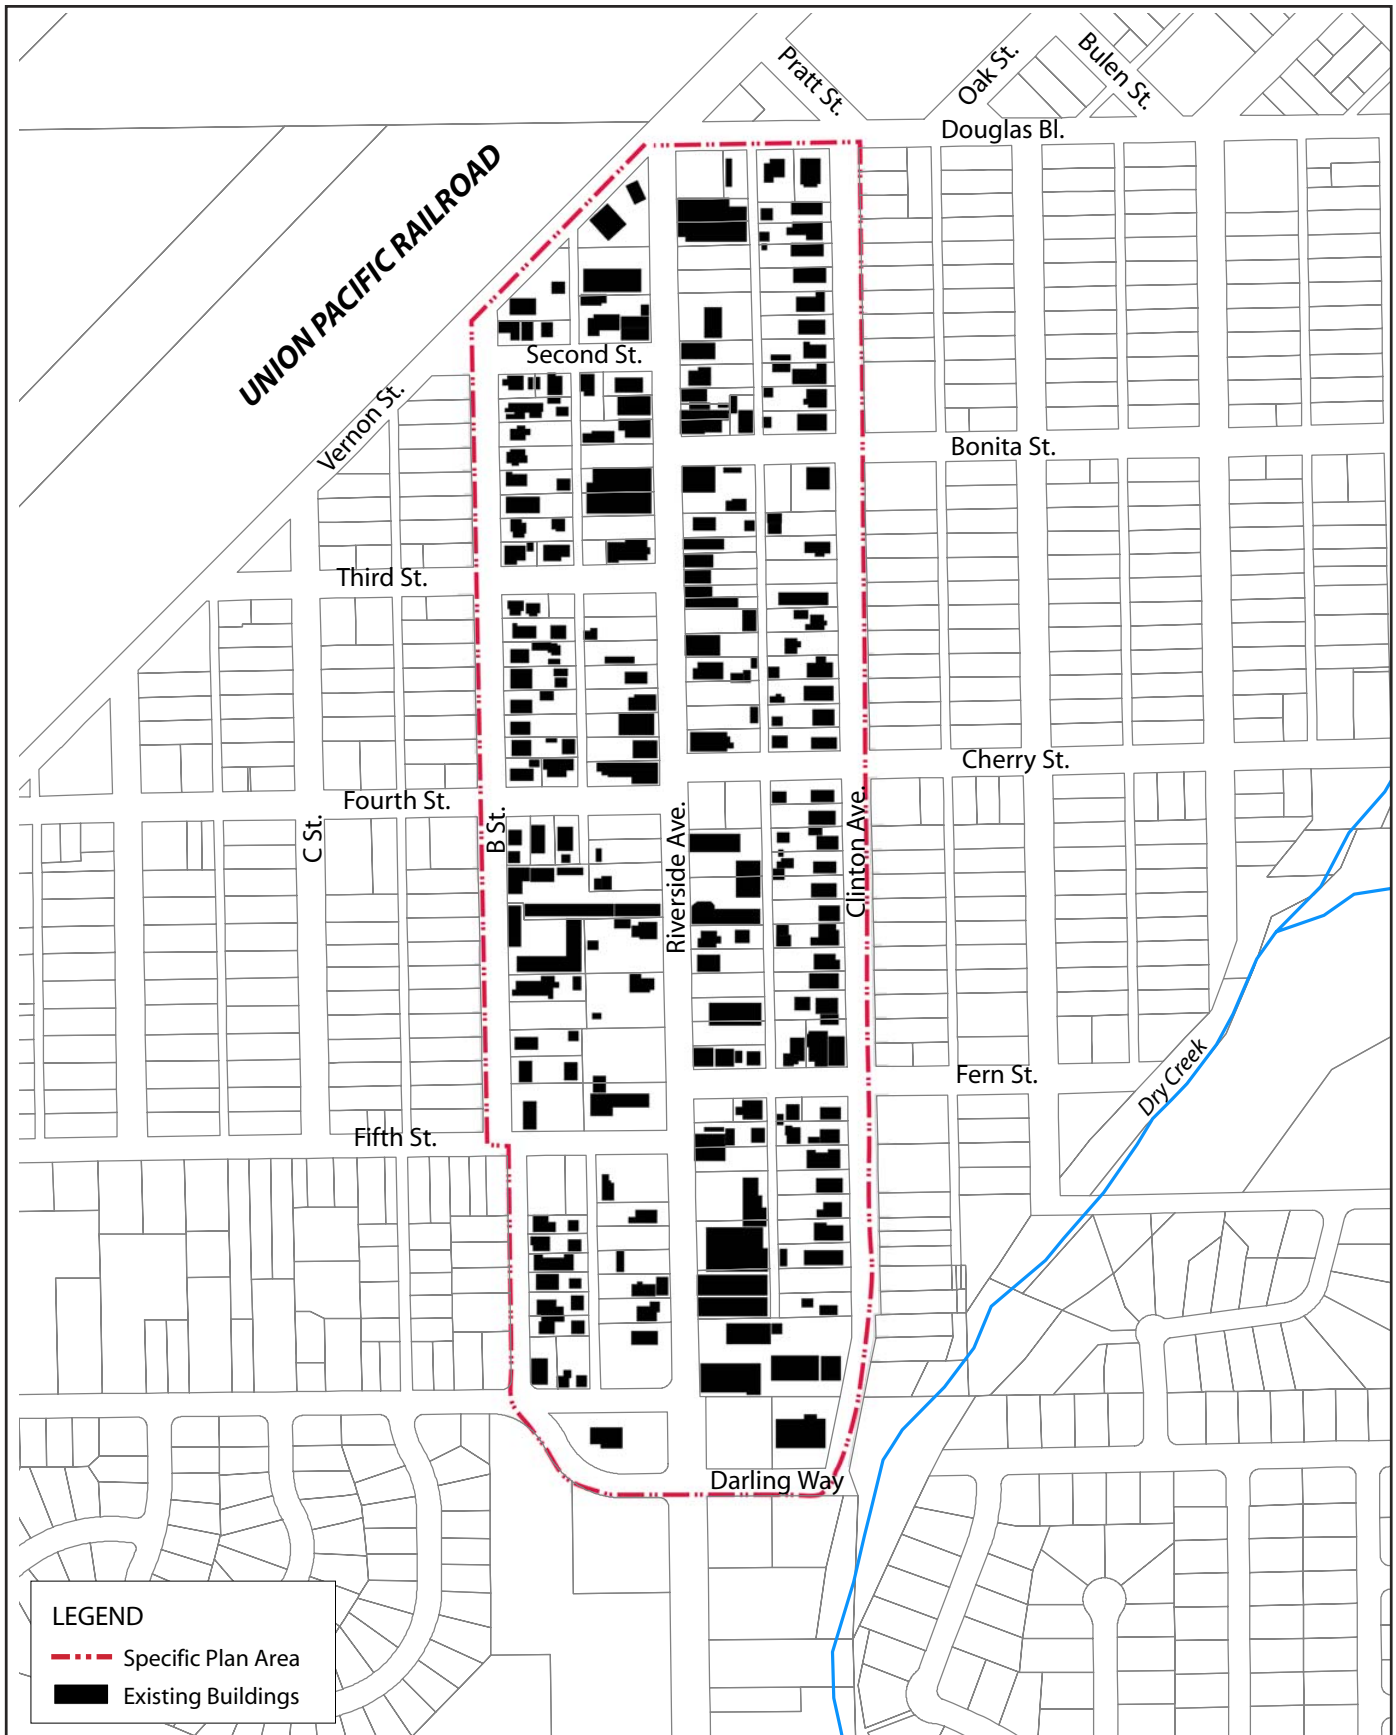 Pratt St.
Oak St.
Bulen St.
Douglas Bl.
UNION PACIFIC RAILROAD
Second St.
Vernon St.
Bonita St.
Third St.
Cherry St.
Fourth St.
C St.
B St.
Riverside Ave.
Clinton Ave.
Fern St.
Dry Creek
Fifth St.
Darling Way
LEGEND
Specific Plan Area
Existing Buildings